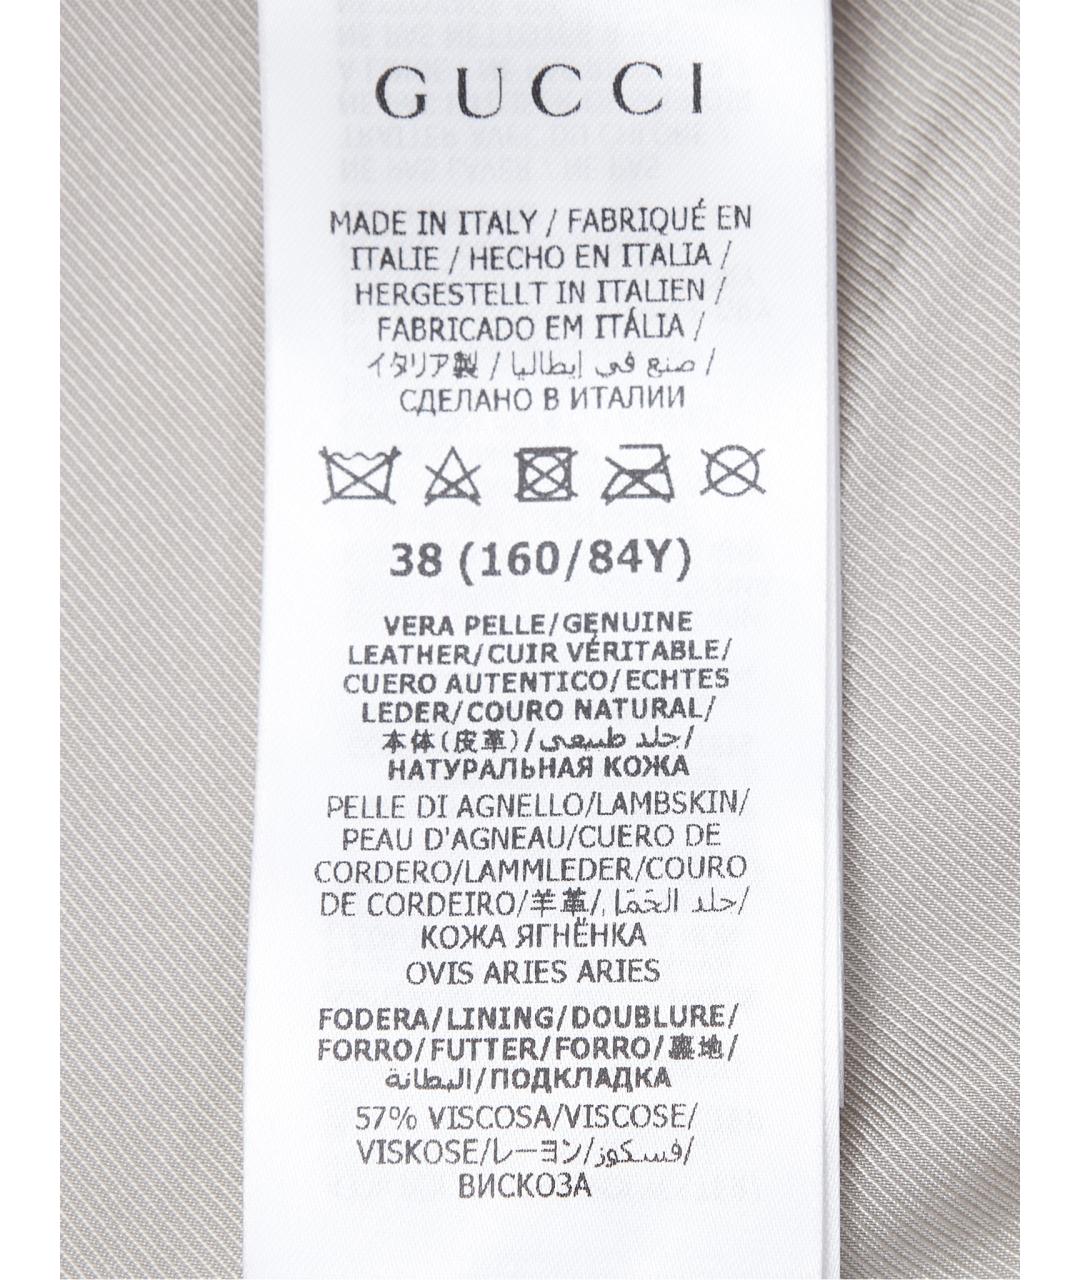 GUCCI
MADE IN ITALY / FABRIQUÉ EN
ITALIE / HECHO EN ITALIA /
HERGESTELLT IN ITALIEN /
FABRICADO EM ITÁLIA /
イタリア製 / صنع في إيطاليا /
СДЕЛАНО В ИТАЛИИ
38 (160/84Y)
VERA PELLE/GENUINE
LEATHER/CUIR VÉRITABLE/
CUERO AUTENTICO/ECHTES
LEDER/COURO NATURAL/
本体(皮革)/جلد طبيعي/
НАТУРАЛЬНАЯ КОЖА
PELLE DI AGNELLO/LAMBSKIN/
PEAU D'AGNEAU/CUERO DE
CORDERO/LAMMLEDER/COURO
DE CORDEIRO/羊革/, جلد الحَمَل/
КОЖА ЯГНЁНКА
OVIS ARIES ARIES
FODERA/LINING/DOUBLURE/
FORRO/FUTTER/FORRO/裏地/
البطانة/ПОДКЛАДКА
57% VISCOSA/VISCOSE/
VISKOSE/レーヨン/فسكوز/
ВИСКОЗА